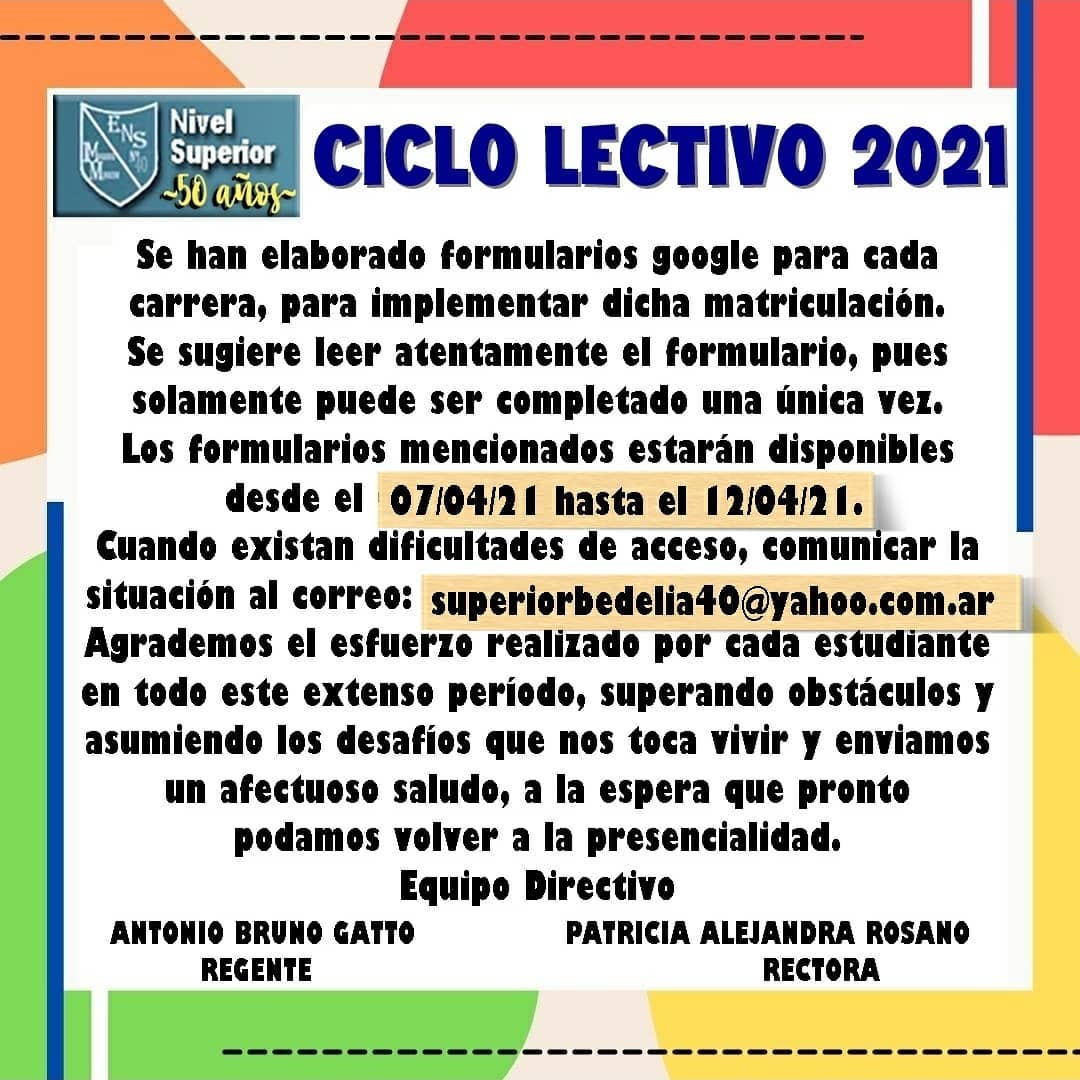 ENS
Nº40
M
M
Nivel
Superior
~50 años~
CICLO LECTIVO 2021
Se han elaborado formularios google para cada
carrera, para implementar dicha matriculación.
Se sugiere leer atentamente el formulario, pues
solamente puede ser completado una única vez.
Los formularios mencionados estarán disponibles
desde el 07/04/21 hasta el 12/04/21.
Cuando existan dificultades de acceso, comunicar la
situación al correo: superiorbedelia40@yahoo.com.ar
Agrademos el esfuerzo realizado por cada estudiante
en todo este extenso período, superando obstáculos y
asumiendo los desafíos que nos toca vivir y enviamos
un afectuoso saludo, a la espera que pronto
podamos volver a la presencialidad.
Equipo Directivo
ANTONIO BRUNO GATTO
REGENTE
PATRICIA ALEJANDRA ROSANO
RECTORA